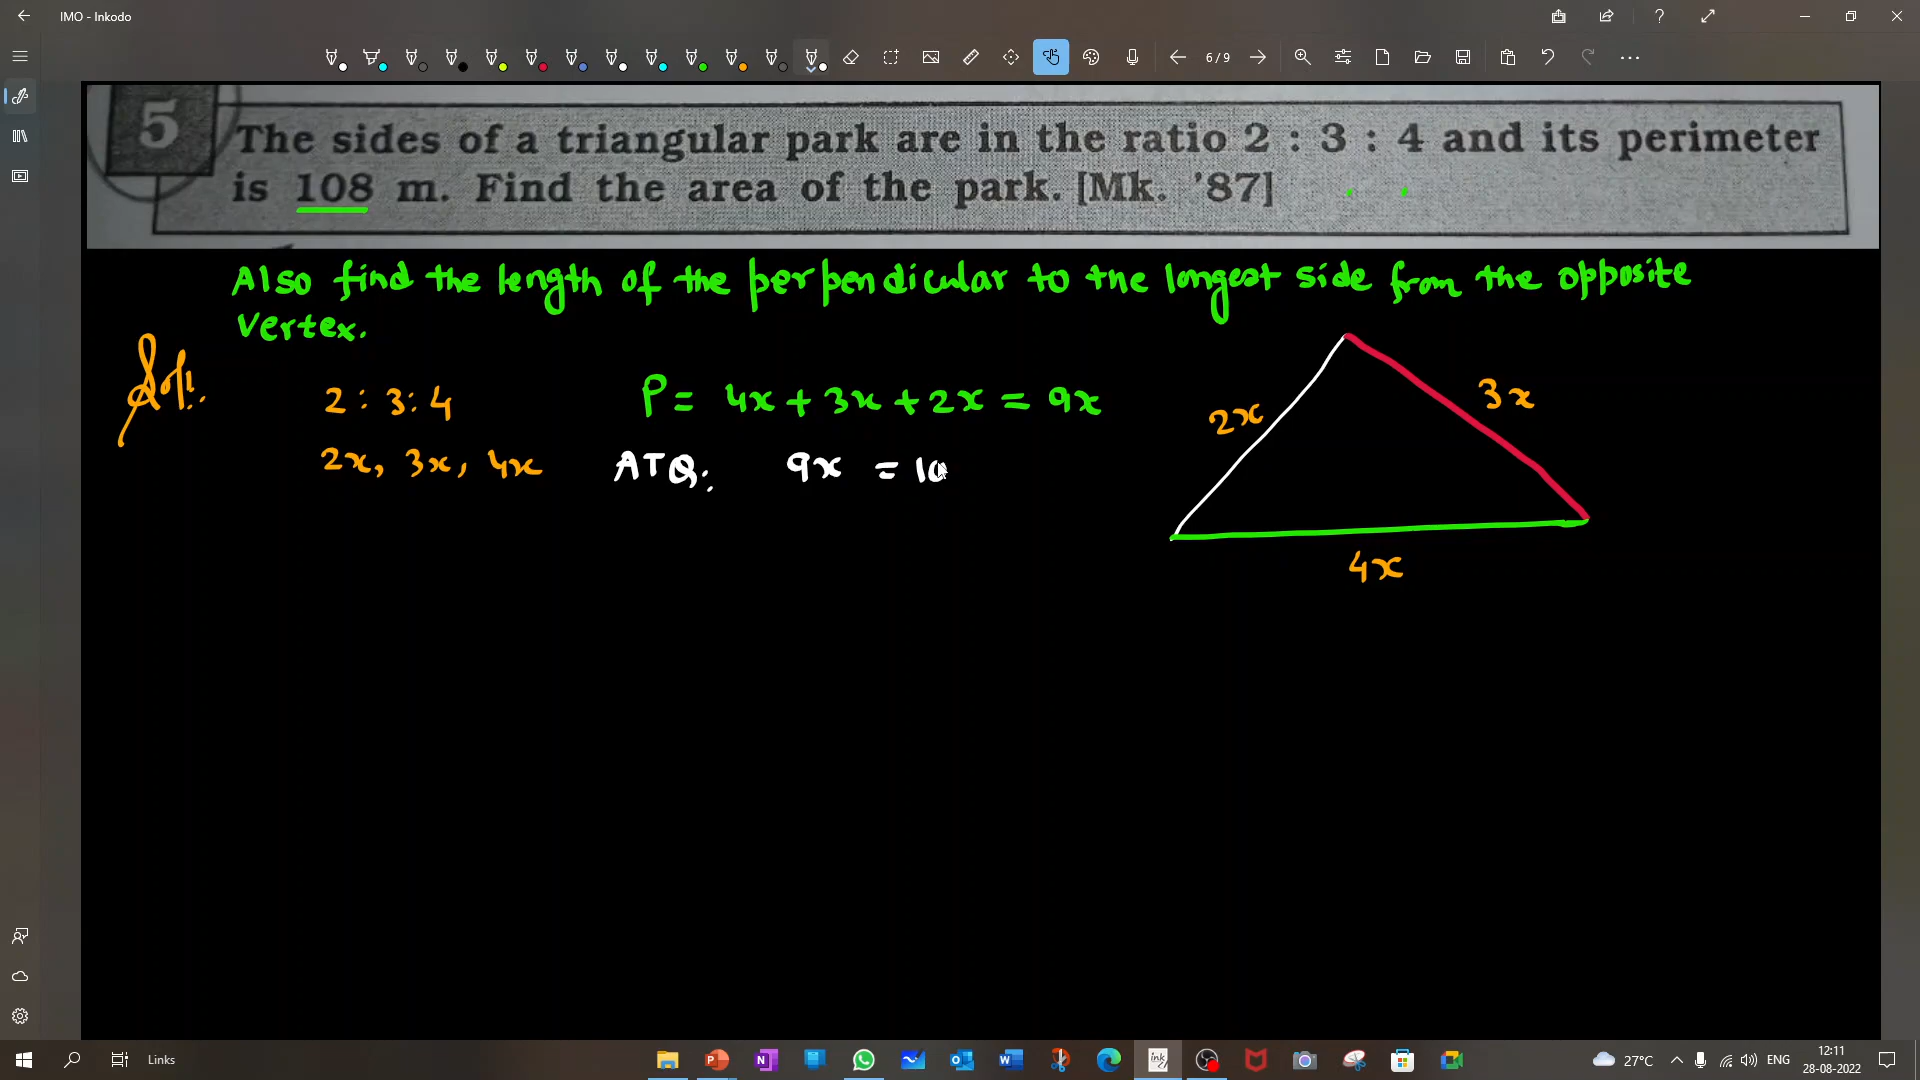 IMO - Inkodo
6/9
5
The sides of a triangular park are in the ratio 2 : 3 : 4 and its perimeter
is 108 m. Find the area of the park. [Mk. '87]
Also find the length of the perpendicular to the longest side from the opposite
vertex.
Sol:.
2 : 3 : 4
P = 4x + 3x + 2x = 9x
2x, 3x, 4x
ATQ: 9x = 10
2x
3x
4x
Links
27°C
ENG
12:11
28-08-2022